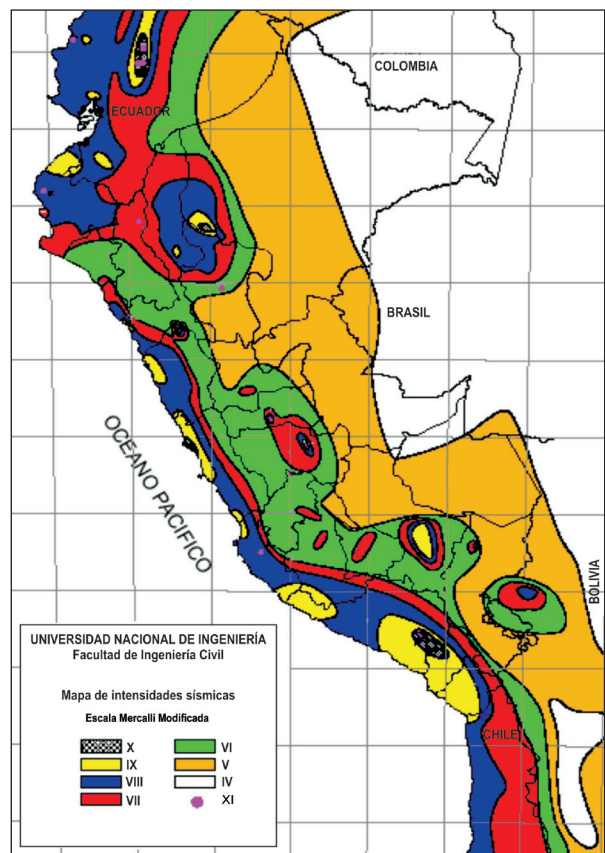 COLOMBIA
ECUADOR
BRASIL
OCEANO PACIFICO
BOLIVIA
CHILE
UNIVERSIDAD NACIONAL DE INGENIERÍA
Facultad de Ingeniería Civil
Mapa de intensidades sísmicas
Escala Mercalli Modificada
X
IX
VIII
VII
VI
V
IV
XI